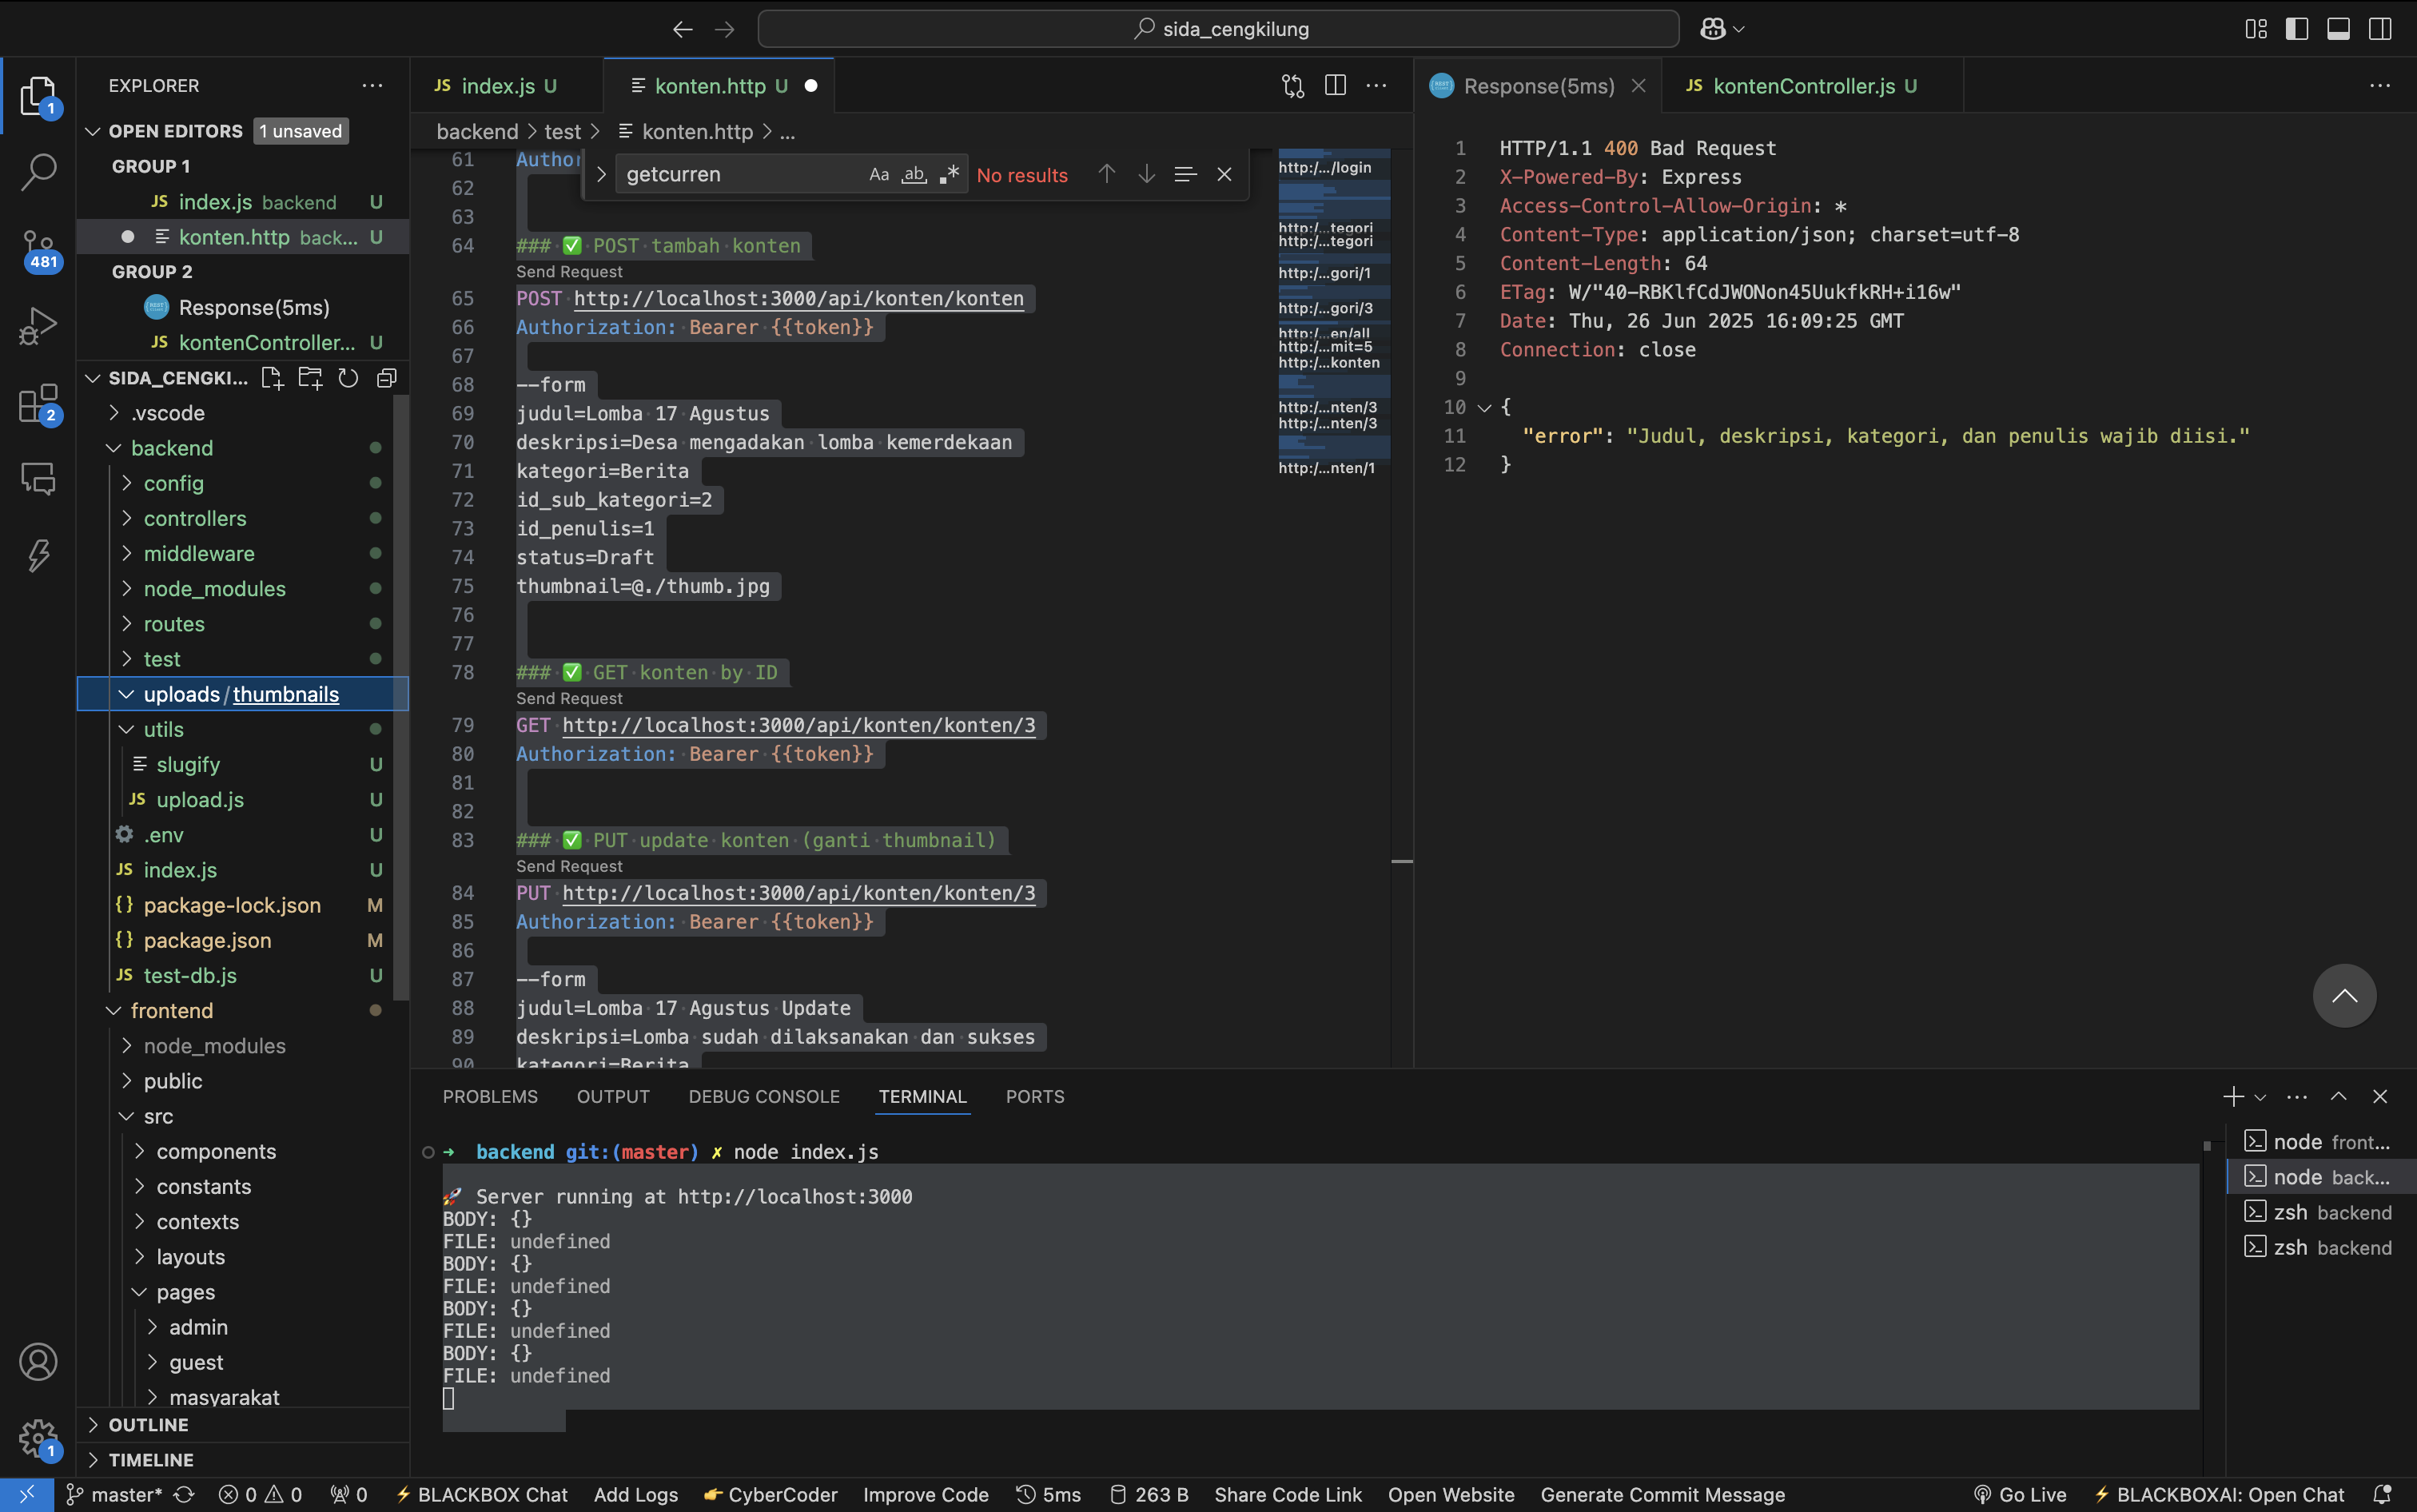 sida_cengkilung
EXPLORER
OPEN EDITORS 1 unsaved
GROUP 1
JS index.js backend U
konten.http back... U
GROUP 2
Response(5ms)
JS kontenController... U
SIDA_CENGKI...
.vscode
backend
config
controllers
middleware
node_modules
routes
test
uploads/thumbnails
utils
slugify U
JS upload.js U
.env U
JS index.js U
{} package-lock.json M
{} package.json M
JS test-db.js U
frontend
node_modules
public
src
components
constants
contexts
layouts
pages
admin
guest
masyarakat
OUTLINE
TIMELINE
1
481
2
1
JS index.js U
konten.http U
backend > test > konten.http > ...
getcurren Aa ab No results
61 Author
62
63
64 ### ✅ POST tambah konten
Send Request
65 POST http://localhost:3000/api/konten/konten
66 Authorization: Bearer {{token}}
67
68 --form
69 judul=Lomba 17 Agustus
70 deskripsi=Desa mengadakan lomba kemerdekaan
71 kategori=Berita
72 id_sub_kategori=2
73 id_penulis=1
74 status=Draft
75 thumbnail=@./thumb.jpg
76
77
78 ### ✅ GET konten by ID
Send Request
79 GET http://localhost:3000/api/konten/konten/3
80 Authorization: Bearer {{token}}
81
82
83 ### ✅ PUT update konten (ganti thumbnail)
Send Request
84 PUT http://localhost:3000/api/konten/konten/3
85 Authorization: Bearer {{token}}
86
87 --form
88 judul=Lomba 17 Agustus Update
89 deskripsi=Lomba sudah dilaksanakan dan sukses
90 kategori=Berita
http:/.../login
http:/...tegori
http:/...tegori
http:/...gori/1
http:/...gori/3
http:/...en/all
http:/...mit=5
http:/...konten
http:/...nten/3
http:/...nten/3
http:/...nten/1
Response(5ms)
JS kontenController.js U
1 HTTP/1.1 400 Bad Request
2 X-Powered-By: Express
3 Access-Control-Allow-Origin: *
4 Content-Type: application/json; charset=utf-8
5 Content-Length: 64
6 ETag: W/"40-RBKlfCdJWONon45UukfkRH+i16w"
7 Date: Thu, 26 Jun 2025 16:09:25 GMT
8 Connection: close
9
10 {
11 "error": "Judul, deskripsi, kategori, dan penulis wajib diisi."
12 }
PROBLEMS OUTPUT DEBUG CONSOLE TERMINAL PORTS
➜ backend git:(master) ✗ node index.js
🚀 Server running at http://localhost:3000
BODY: {}
FILE: undefined
BODY: {}
FILE: undefined
BODY: {}
FILE: undefined
BODY: {}
FILE: undefined
node front...
node back...
zsh backend
zsh backend
master* 0 0 0 BLACKBOX Chat Add Logs CyberCoder Improve Code 5ms 263 B Share Code Link Open Website Generate Commit Message Go Live BLACKBOXAI: Open Chat